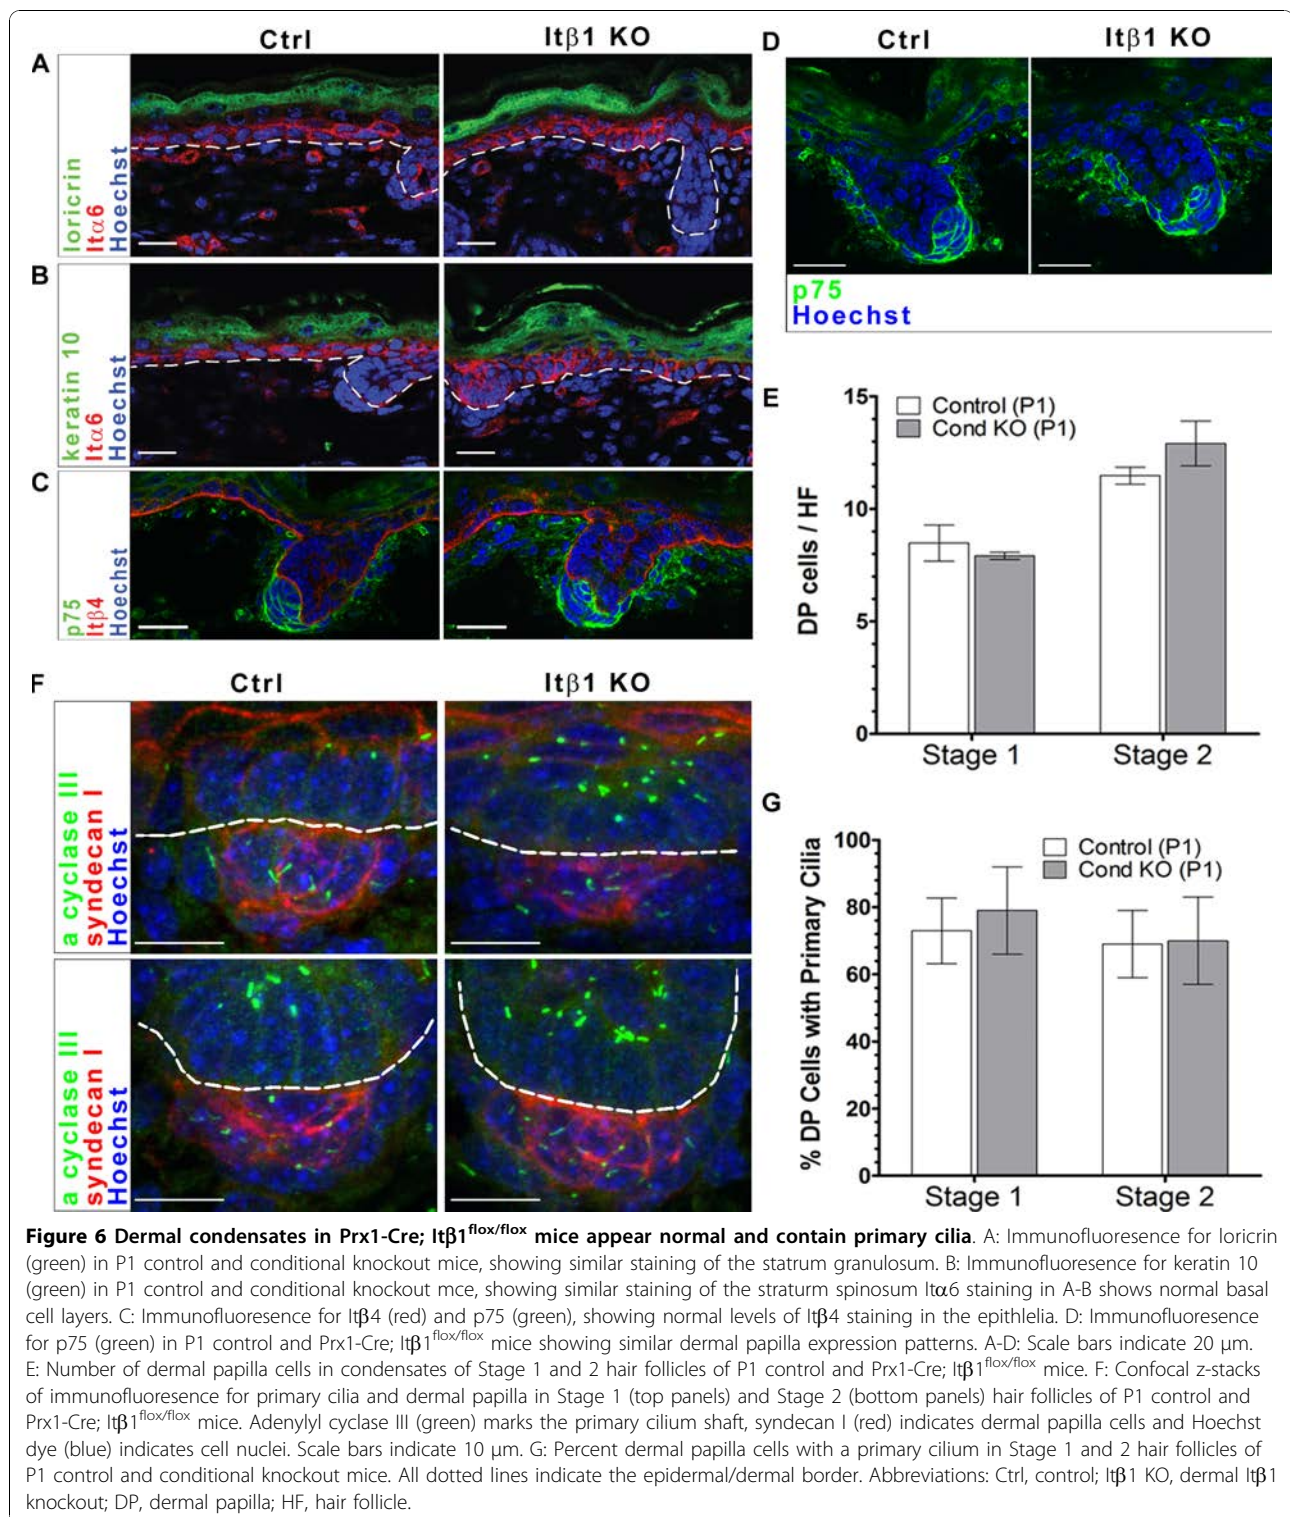 Ctrl
Itβ1 KO
A
loricrin
Itα6
Hoechst
B
keratin 10
Itα6
Hoechst
C
p75
Itβ4
Hoechst
D
Ctrl
Itβ1 KO
p75
Hoechst
E
15
10
5
0
DP cells / HF
Control (P1)
Cond KO (P1)
Stage 1
Stage 2
F
Ctrl
Itβ1 KO
a cyclase III
syndecan I
Hoechst
a cyclase III
syndecan I
Hoechst
G
100
80
60
40
20
0
% DP Cells with Primary Cilia
Control (P1)
Cond KO (P1)
Stage 1
Stage 2
Figure 6 Dermal condensates in Prx1-Cre; Itβ1flox/flox mice appear normal and contain primary cilia. A: Immunofluoresence for loricrin
(green) in P1 control and conditional knockout mice, showing similar staining of the statrum granulosum. B: Immunofluoresence for keratin 10
(green) in P1 control and conditional knockout mce, showing similar staining of the straturm spinosum Itα6 staining in A-B shows normal basal
cell layers. C: Immunofluoresence for Itβ4 (red) and p75 (green), showing normal levels of Itβ4 staining in the epithlelia. D: Immunofluoresence
for p75 (green) in P1 control and Prx1-Cre; Itβ1flox/flox mice showing similar dermal papilla expression patterns. A-D: Scale bars indicate 20 μm.
E: Number of dermal papilla cells in condensates of Stage 1 and 2 hair follicles of P1 control and Prx1-Cre; Itβ1flox/flox mice. F: Confocal z-stacks
of immunofluoresence for primary cilia and dermal papilla in Stage 1 (top panels) and Stage 2 (bottom panels) hair follicles of P1 control and
Prx1-Cre; Itβ1flox/flox mice. Adenylyl cyclase III (green) marks the primary cilium shaft, syndecan I (red) indicates dermal papilla cells and Hoechst
dye (blue) indicates cell nuclei. Scale bars indicate 10 μm. G: Percent dermal papilla cells with a primary cilium in Stage 1 and 2 hair follicles of
P1 control and conditional knockout mice. All dotted lines indicate the epidermal/dermal border. Abbreviations: Ctrl, control; Itβ1 KO, dermal Itβ1
knockout; DP, dermal papilla; HF, hair follicle.